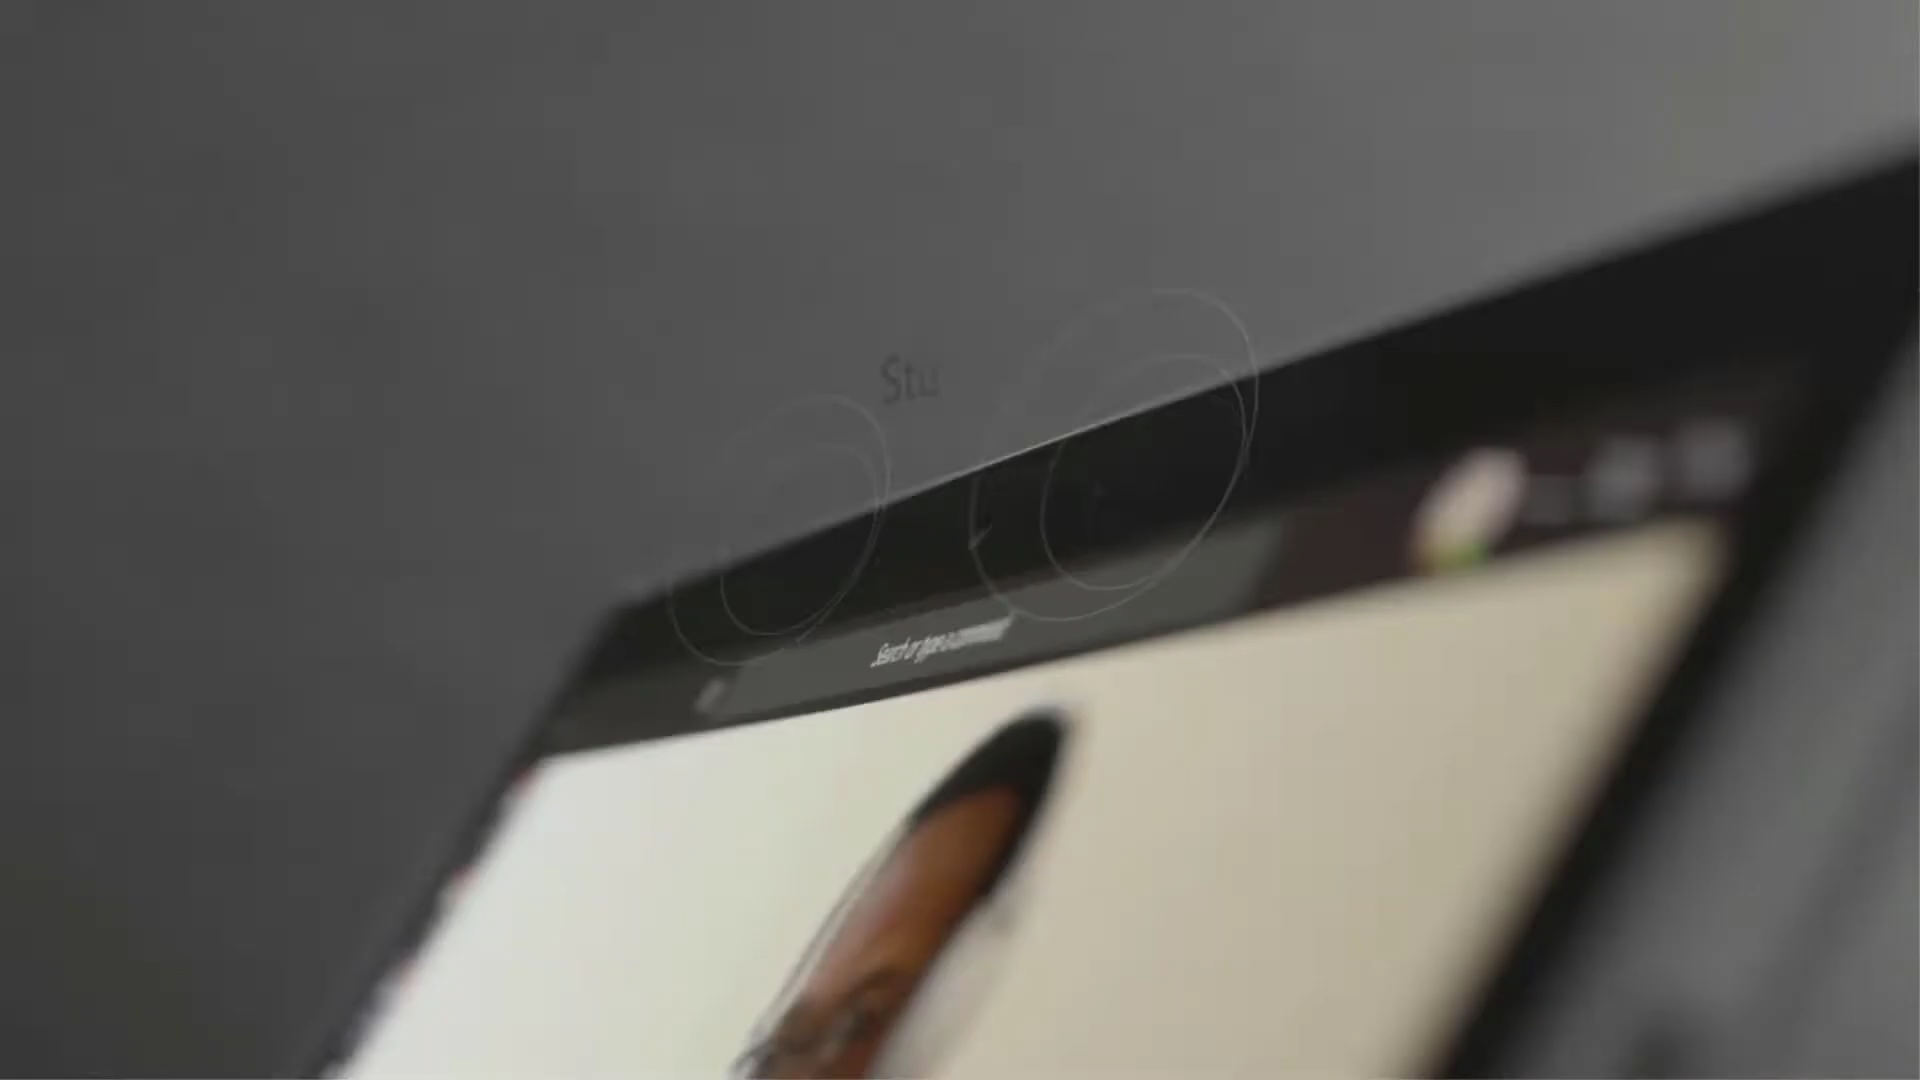 Stu
Search or type a command